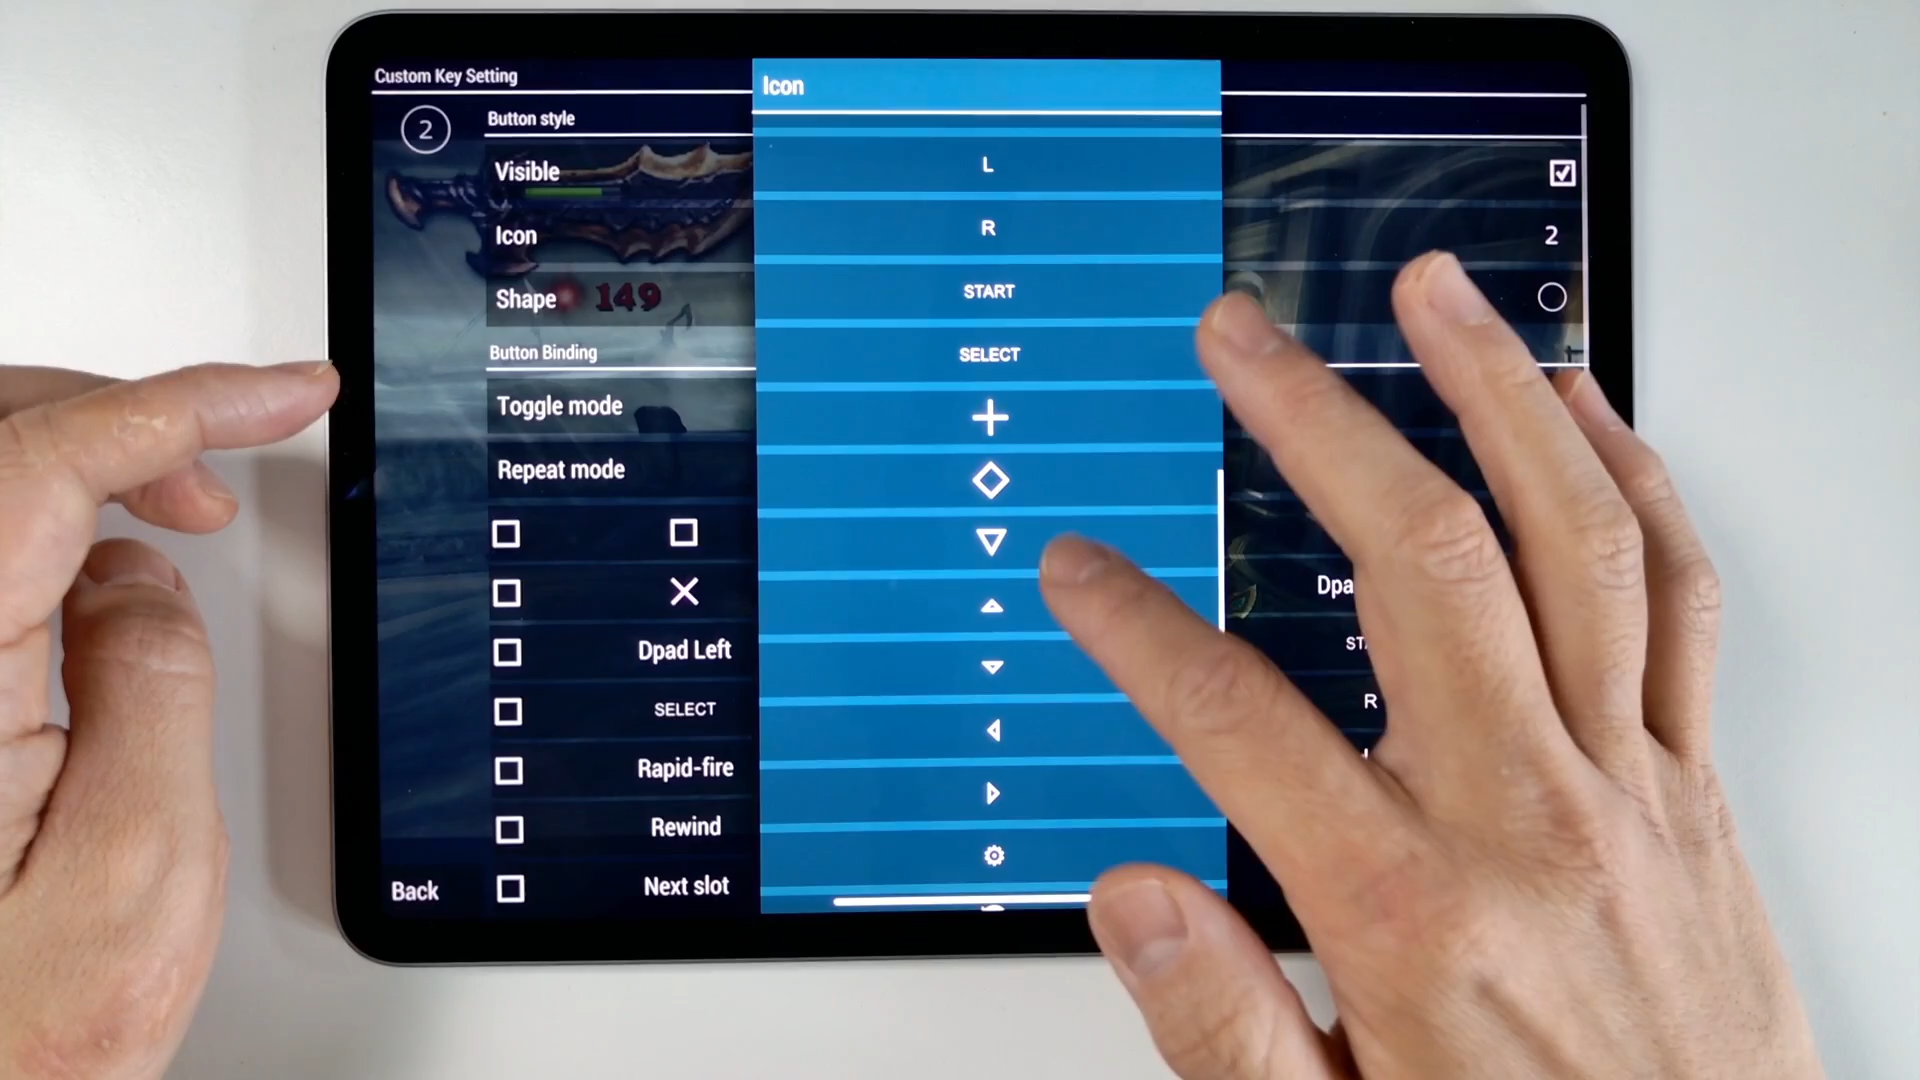 Custom Key Setting
2
Button style
Visible
Icon
2
Shape
149
Button Binding
Toggle mode
Repeat mode
Dpad Left
SELECT
Rapid-fire
Rewind
Next slot
Back
Icon
L
R
START
SELECT
R